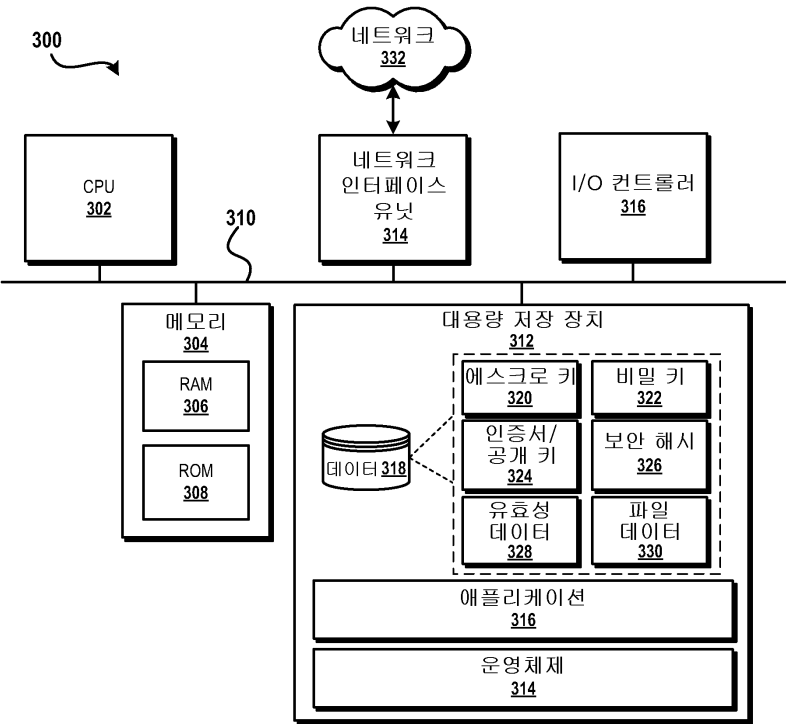 300
네트워크
332
CPU
302
네트워크
인터페이스
유닛
314
I/O 컨트롤러
316
310
메모리
304
RAM
306
ROM
308
대용량 저장 장치
312
데이터 318
에스크로 키
320
비밀 키
322
인증서/
공개 키
324
보안 해시
326
유효성
데이터
328
파일
데이터
330
애플리케이션
316
운영체제
314